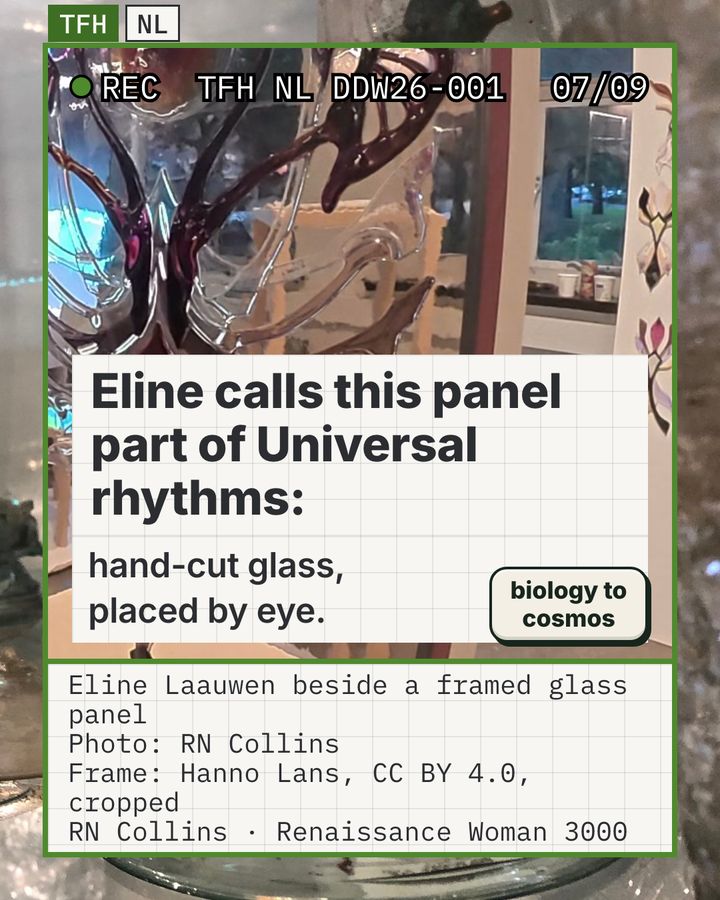 TFH NL
REC TFH NL DDW26-001 07/09
Eline calls this panel
part of Universal
rhythms:
hand-cut glass,
placed by eye.
biology to
cosmos
Eline Laauwen beside a framed glass
panel
Photo: RN Collins
Frame: Hanno Lans, CC BY 4.0,
cropped
RN Collins · Renaissance Woman 3000